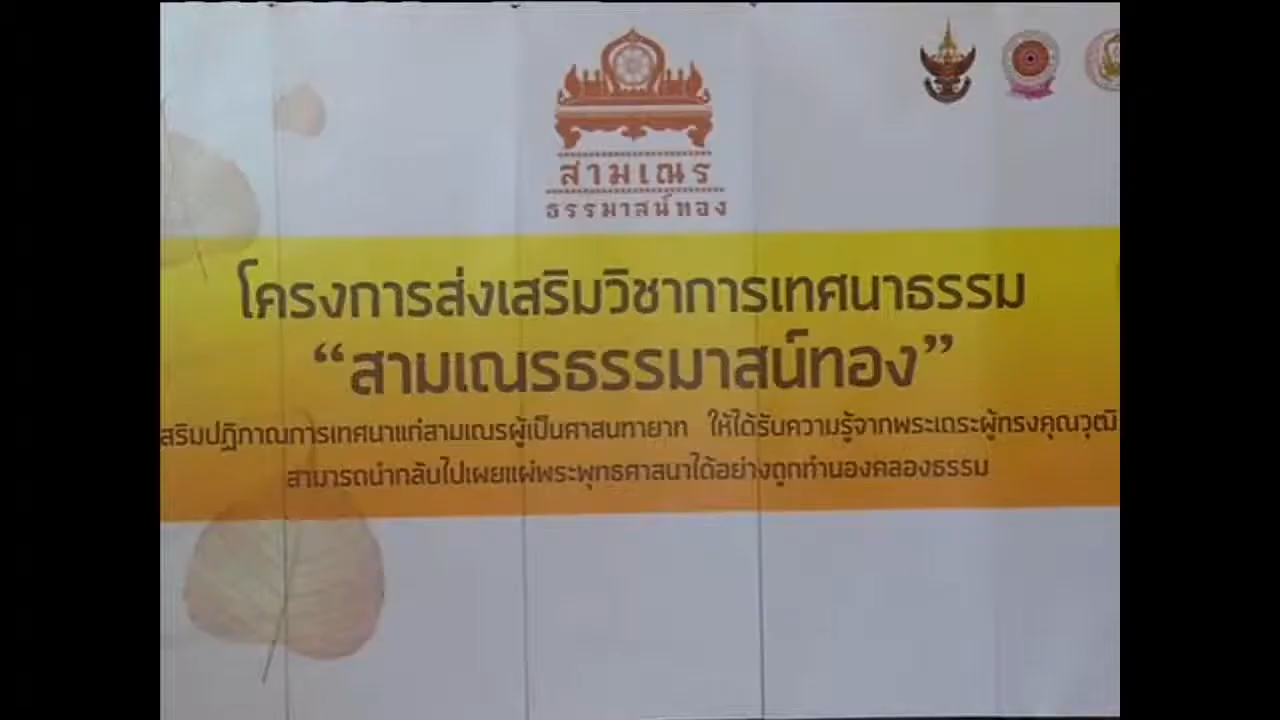 สามเณร
ธรรมาสน์ทอง
โครงการส่งเสริมวิชาการเทศนาธรรม
“สามเณรธรรมาสน์ทอง”
สริมปฏิภาณการเทศนาแก่สามเณรผู้เป็นศาสนทายาท ให้ได้รับความรู้จากพระเถระผู้ทรงคุณวุฒิ
สามารถนำกลับไปเผยแผ่พระพุทธศาสนาได้อย่างถูกทำนองคลองธรรม